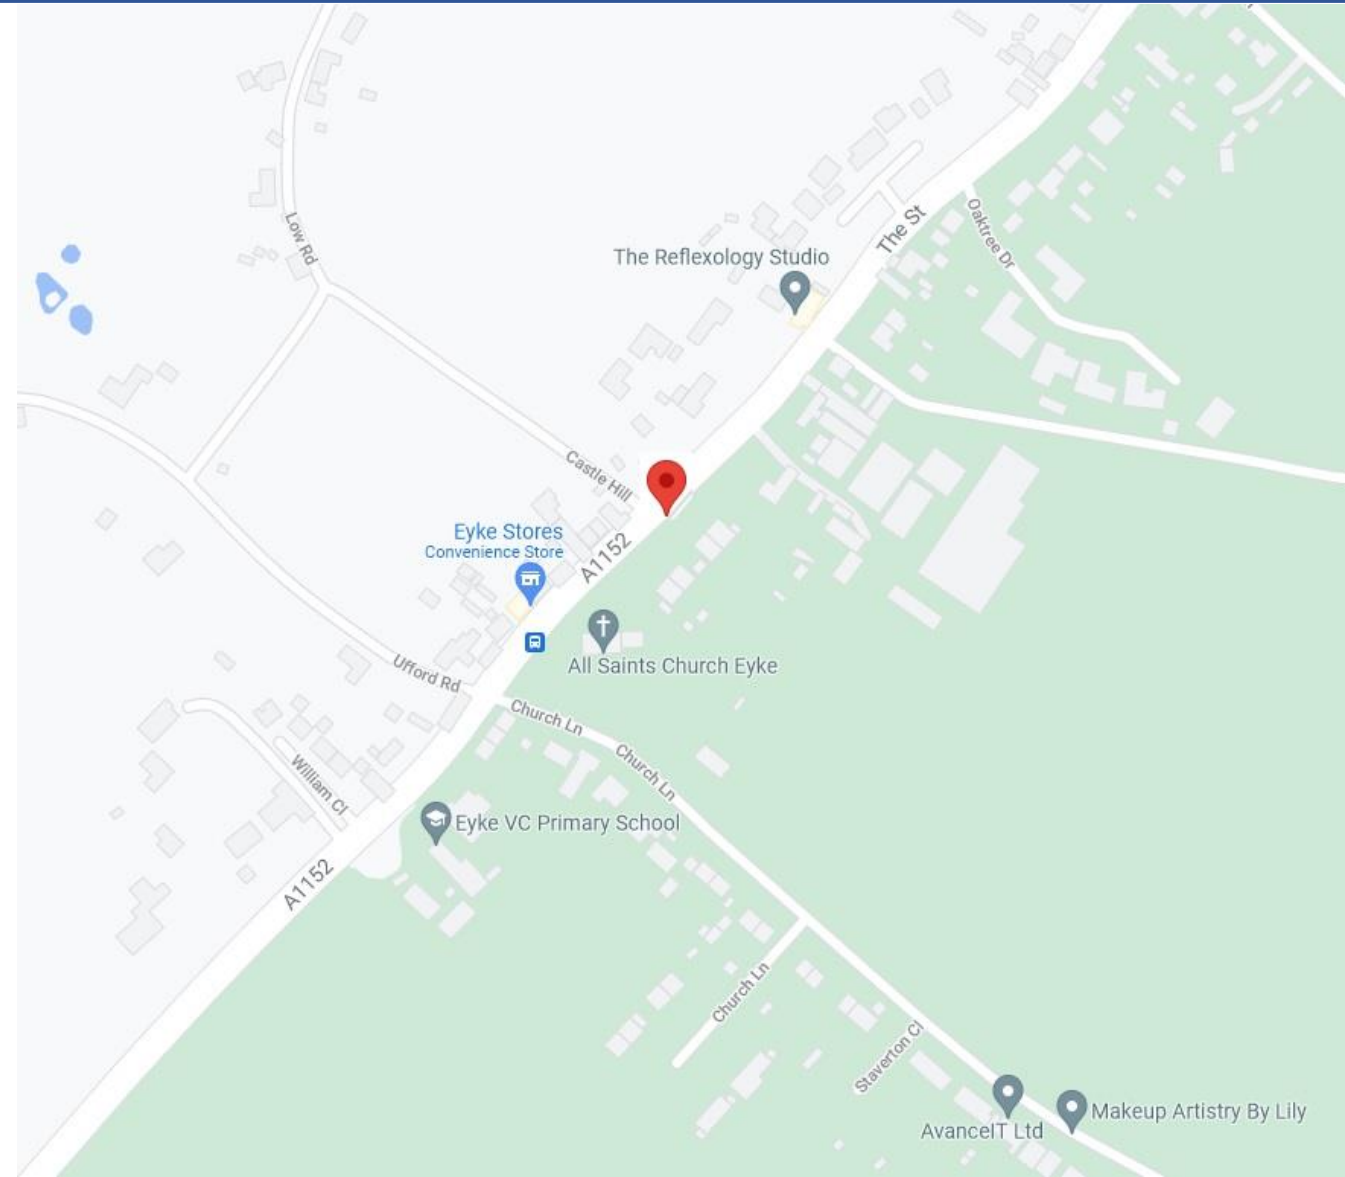 Low Rd
The St
Oaktree Dr
The Reflexology Studio
Castle Hill
Eyke Stores
Convenience Store
A1152
All Saints Church Eyke
Ufford Rd
Church Ln
Church Ln
William Cl
Eyke VC Primary School
A1152
Church Ln
Staverton Cl
AvanceIT Ltd
Makeup Artistry By Lily